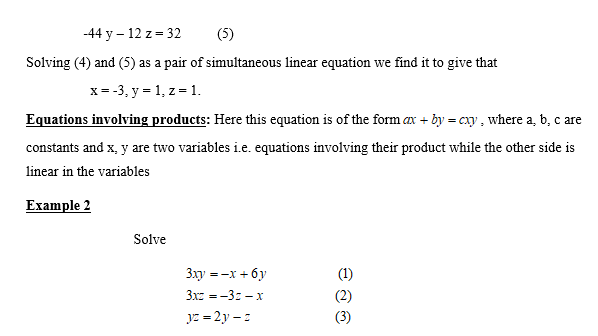 -44 y – 12 z = 32 (5)
Solving (4) and (5) as a pair of simultaneous linear equation we find it to give that
x = -3, y = 1, z = 1.
Equations involving products: Here this equation is of the form ax + by = cxy , where a, b, c are
constants and x, y are two variables i.e. equations involving their product while the other side is
linear in the variables
Example 2
Solve
3xy = −x + 6y (1)
3xz = −3z − x (2)
yz = 2y − z (3)